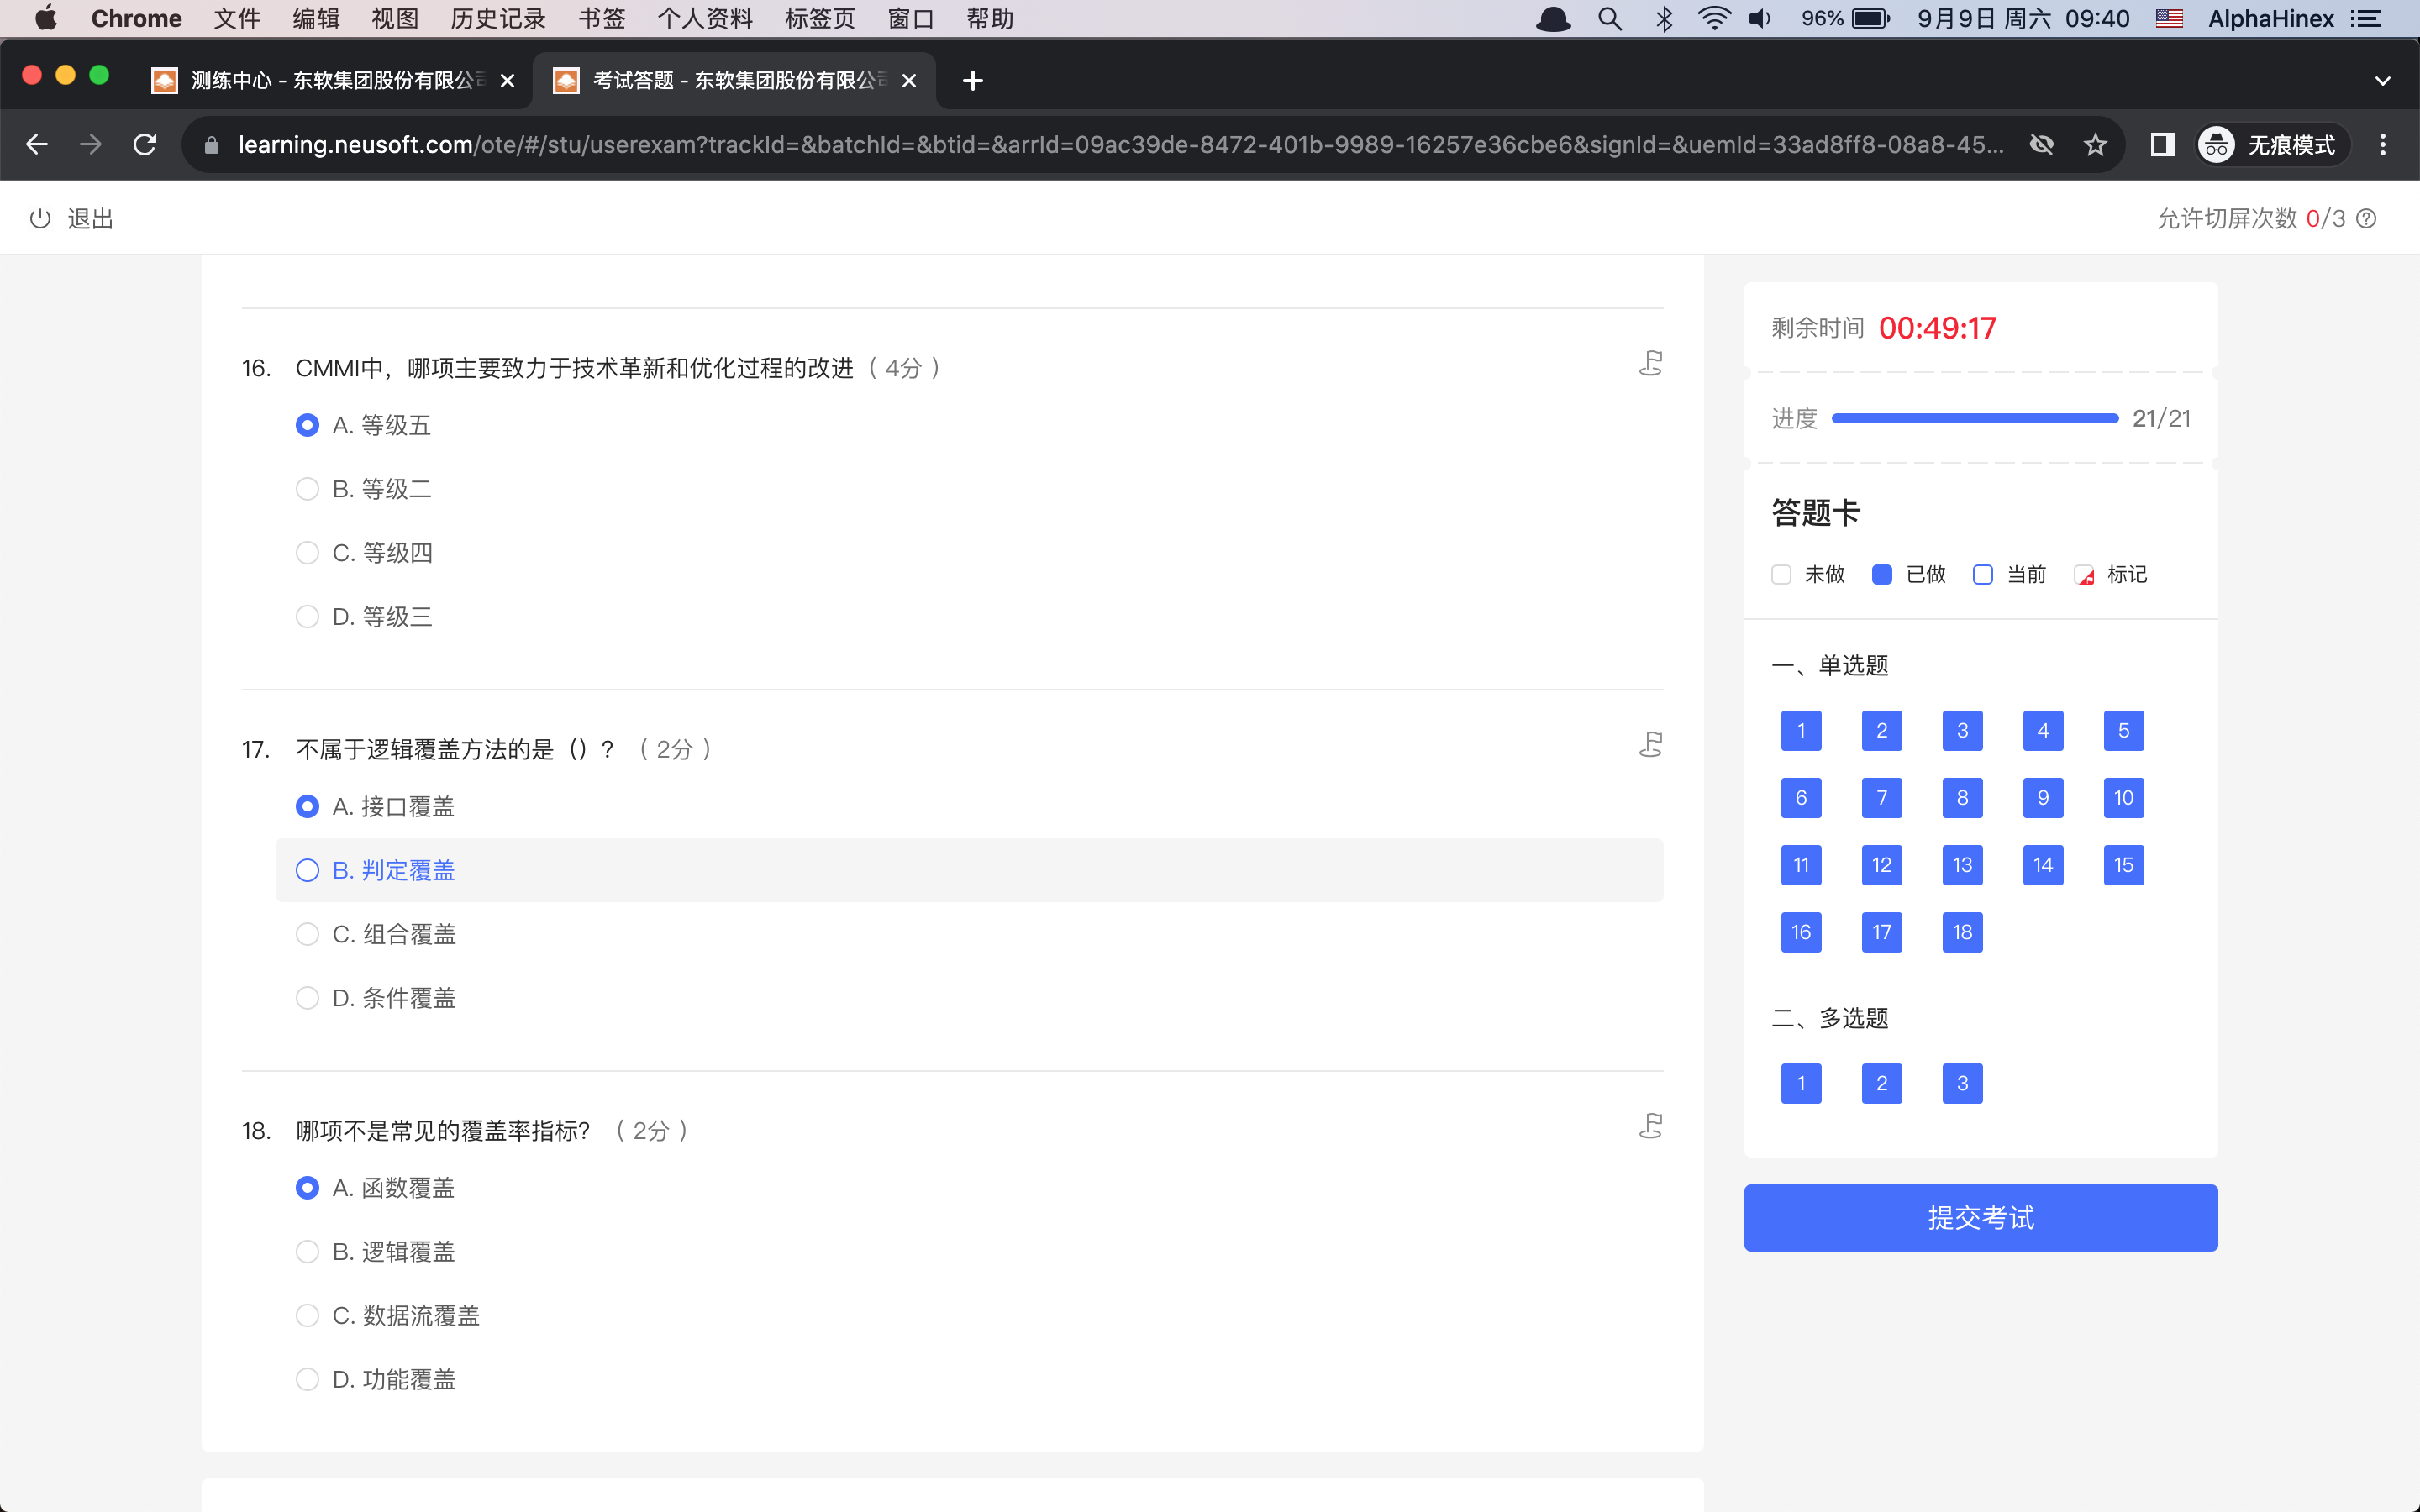 Chrome 文件 编辑 视图 历史记录 书签 个人资料 标签页 窗口 帮助 96% 9月9日 周六 09:40 AlphaHinex
测练中心 - 东软集团股份有限公司 考试答题 - 东软集团股份有限公司
learning.neusoft.com/ote/#/stu/userexam?trackId=&batchId=&btid=&arrId=09ac39de-8472-401b-9989-16257e36cbe6&signId=&uemId=33ad8ff8-08a8-45... 无痕模式
退出 允许切屏次数 0/3
16. CMMI中，哪项主要致力于技术革新和优化过程的改进（ 4分 ）
A. 等级五
B. 等级二
C. 等级四
D. 等级三
17. 不属于逻辑覆盖方法的是（）？ （ 2分 ）
A. 接口覆盖
B. 判定覆盖
C. 组合覆盖
D. 条件覆盖
18. 哪项不是常见的覆盖率指标? （ 2分 ）
A. 函数覆盖
B. 逻辑覆盖
C. 数据流覆盖
D. 功能覆盖
剩余时间 00:49:17
进度 21/21
答题卡
未做 已做 当前 标记
一、单选题
1 2 3 4 5
6 7 8 9 10
11 12 13 14 15
16 17 18
二、多选题
1 2 3
提交考试